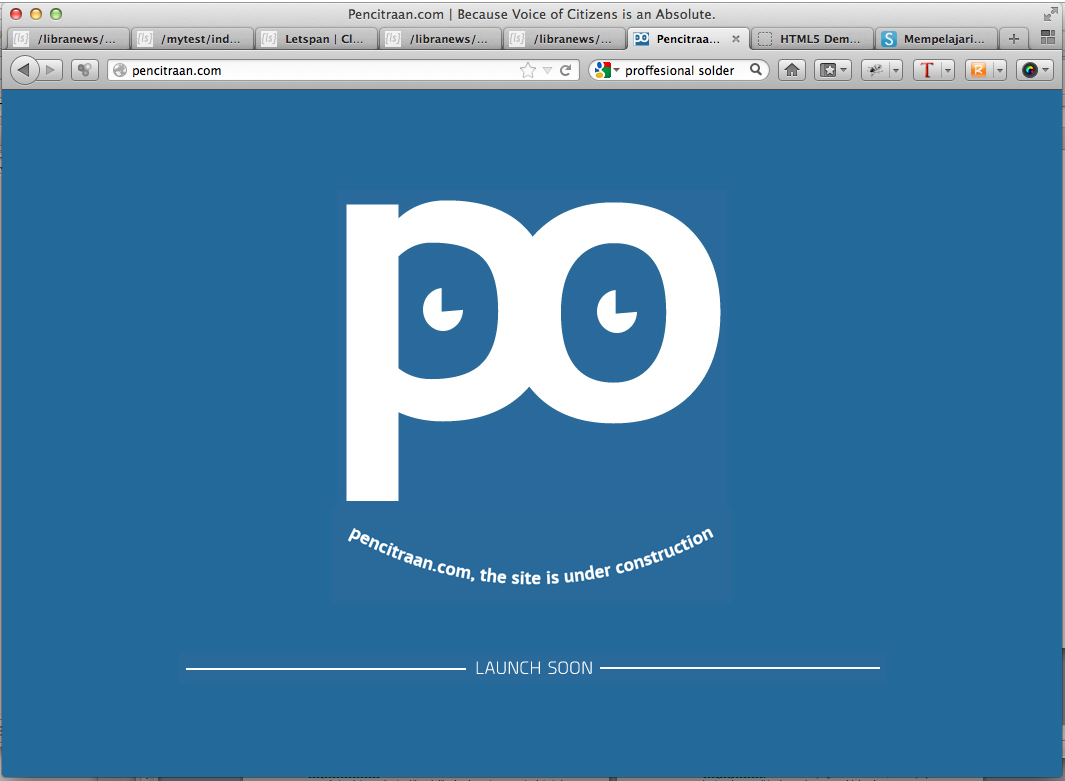 Pencitraan.com | Because Voice of Citizens is an Absolute.
/libranews/... /mytest/ind... Letspan | Cl... /libranews/... /libranews/... Pencitraa... HTML5 Dem... Mempelajari...
pencitraan.com proffesional solder
po
pencitraan.com, the site is under construction
LAUNCH SOON